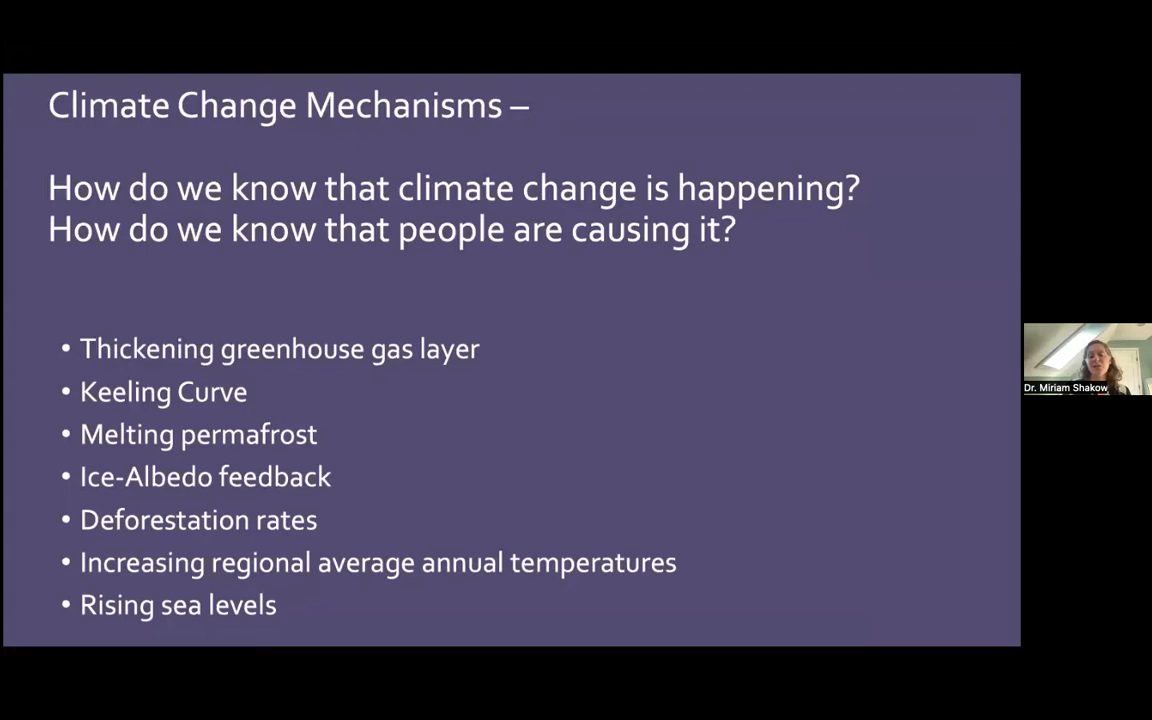 Climate Change Mechanisms –
How do we know that climate change is happening?
How do we know that people are causing it?
• Thickening greenhouse gas layer
• Keeling Curve
• Melting permafrost
• Ice-Albedo feedback
• Deforestation rates
• Increasing regional average annual temperatures
• Rising sea levels
Dr. Miriam Shakow